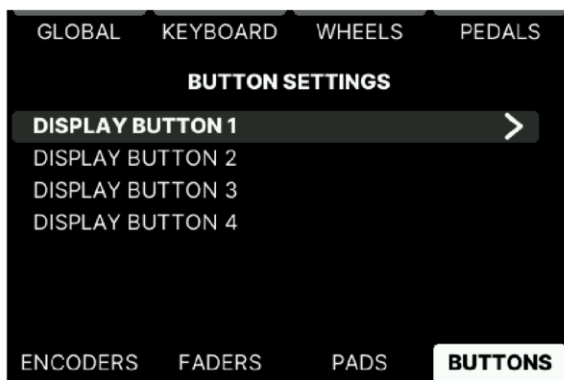 GLOBAL KEYBOARD WHEELS PEDALS
BUTTON SETTINGS
DISPLAY BUTTON 1
DISPLAY BUTTON 2
DISPLAY BUTTON 3
DISPLAY BUTTON 4
ENCODERS FADERS PADS BUTTONS